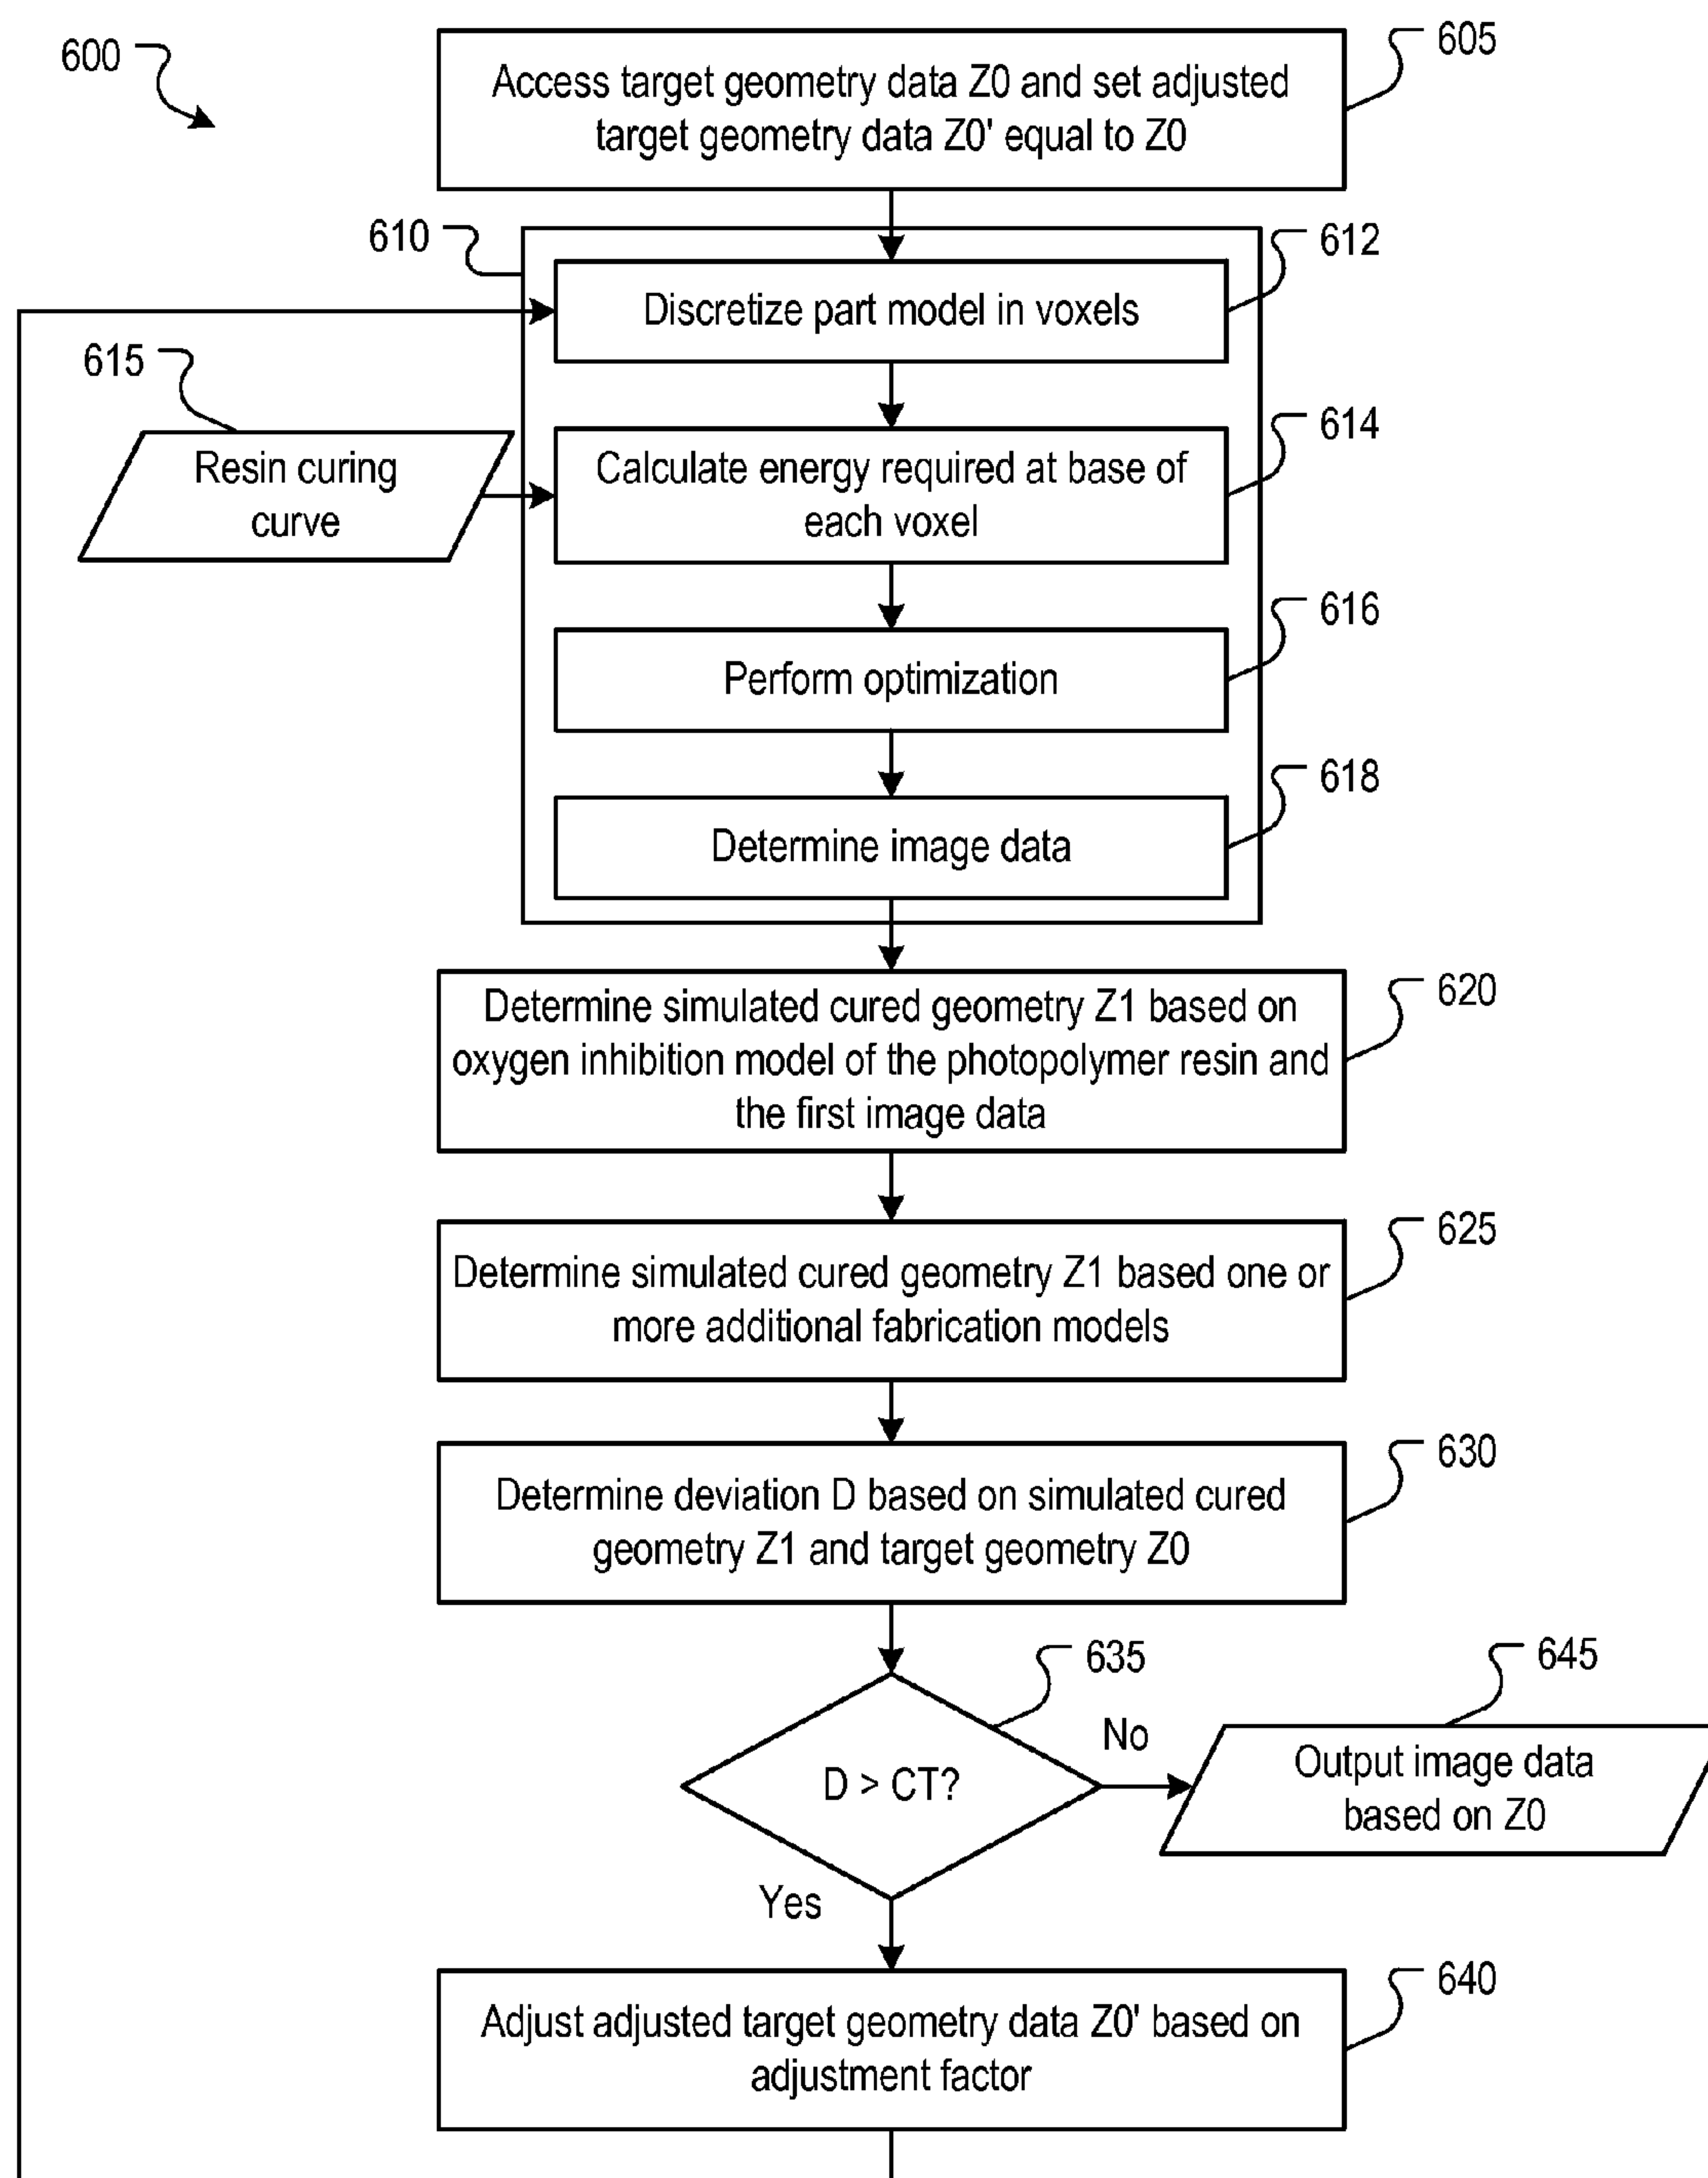 600
605
Access target geometry data Z0 and set adjusted
target geometry data Z0' equal to Z0
610
612
Discretize part model in voxels
615
Resin curing
curve
614
Calculate energy required at base of
each voxel
616
Perform optimization
618
Determine image data
620
Determine simulated cured geometry Z1 based on
oxygen inhibition model of the photopolymer resin and
the first image data
625
Determine simulated cured geometry Z1 based one or
more additional fabrication models
630
Determine deviation D based on simulated cured
geometry Z1 and target geometry Z0
635
D > CT?
No
645
Output image data
based on Z0
Yes
640
Adjust adjusted target geometry data Z0' based on
adjustment factor